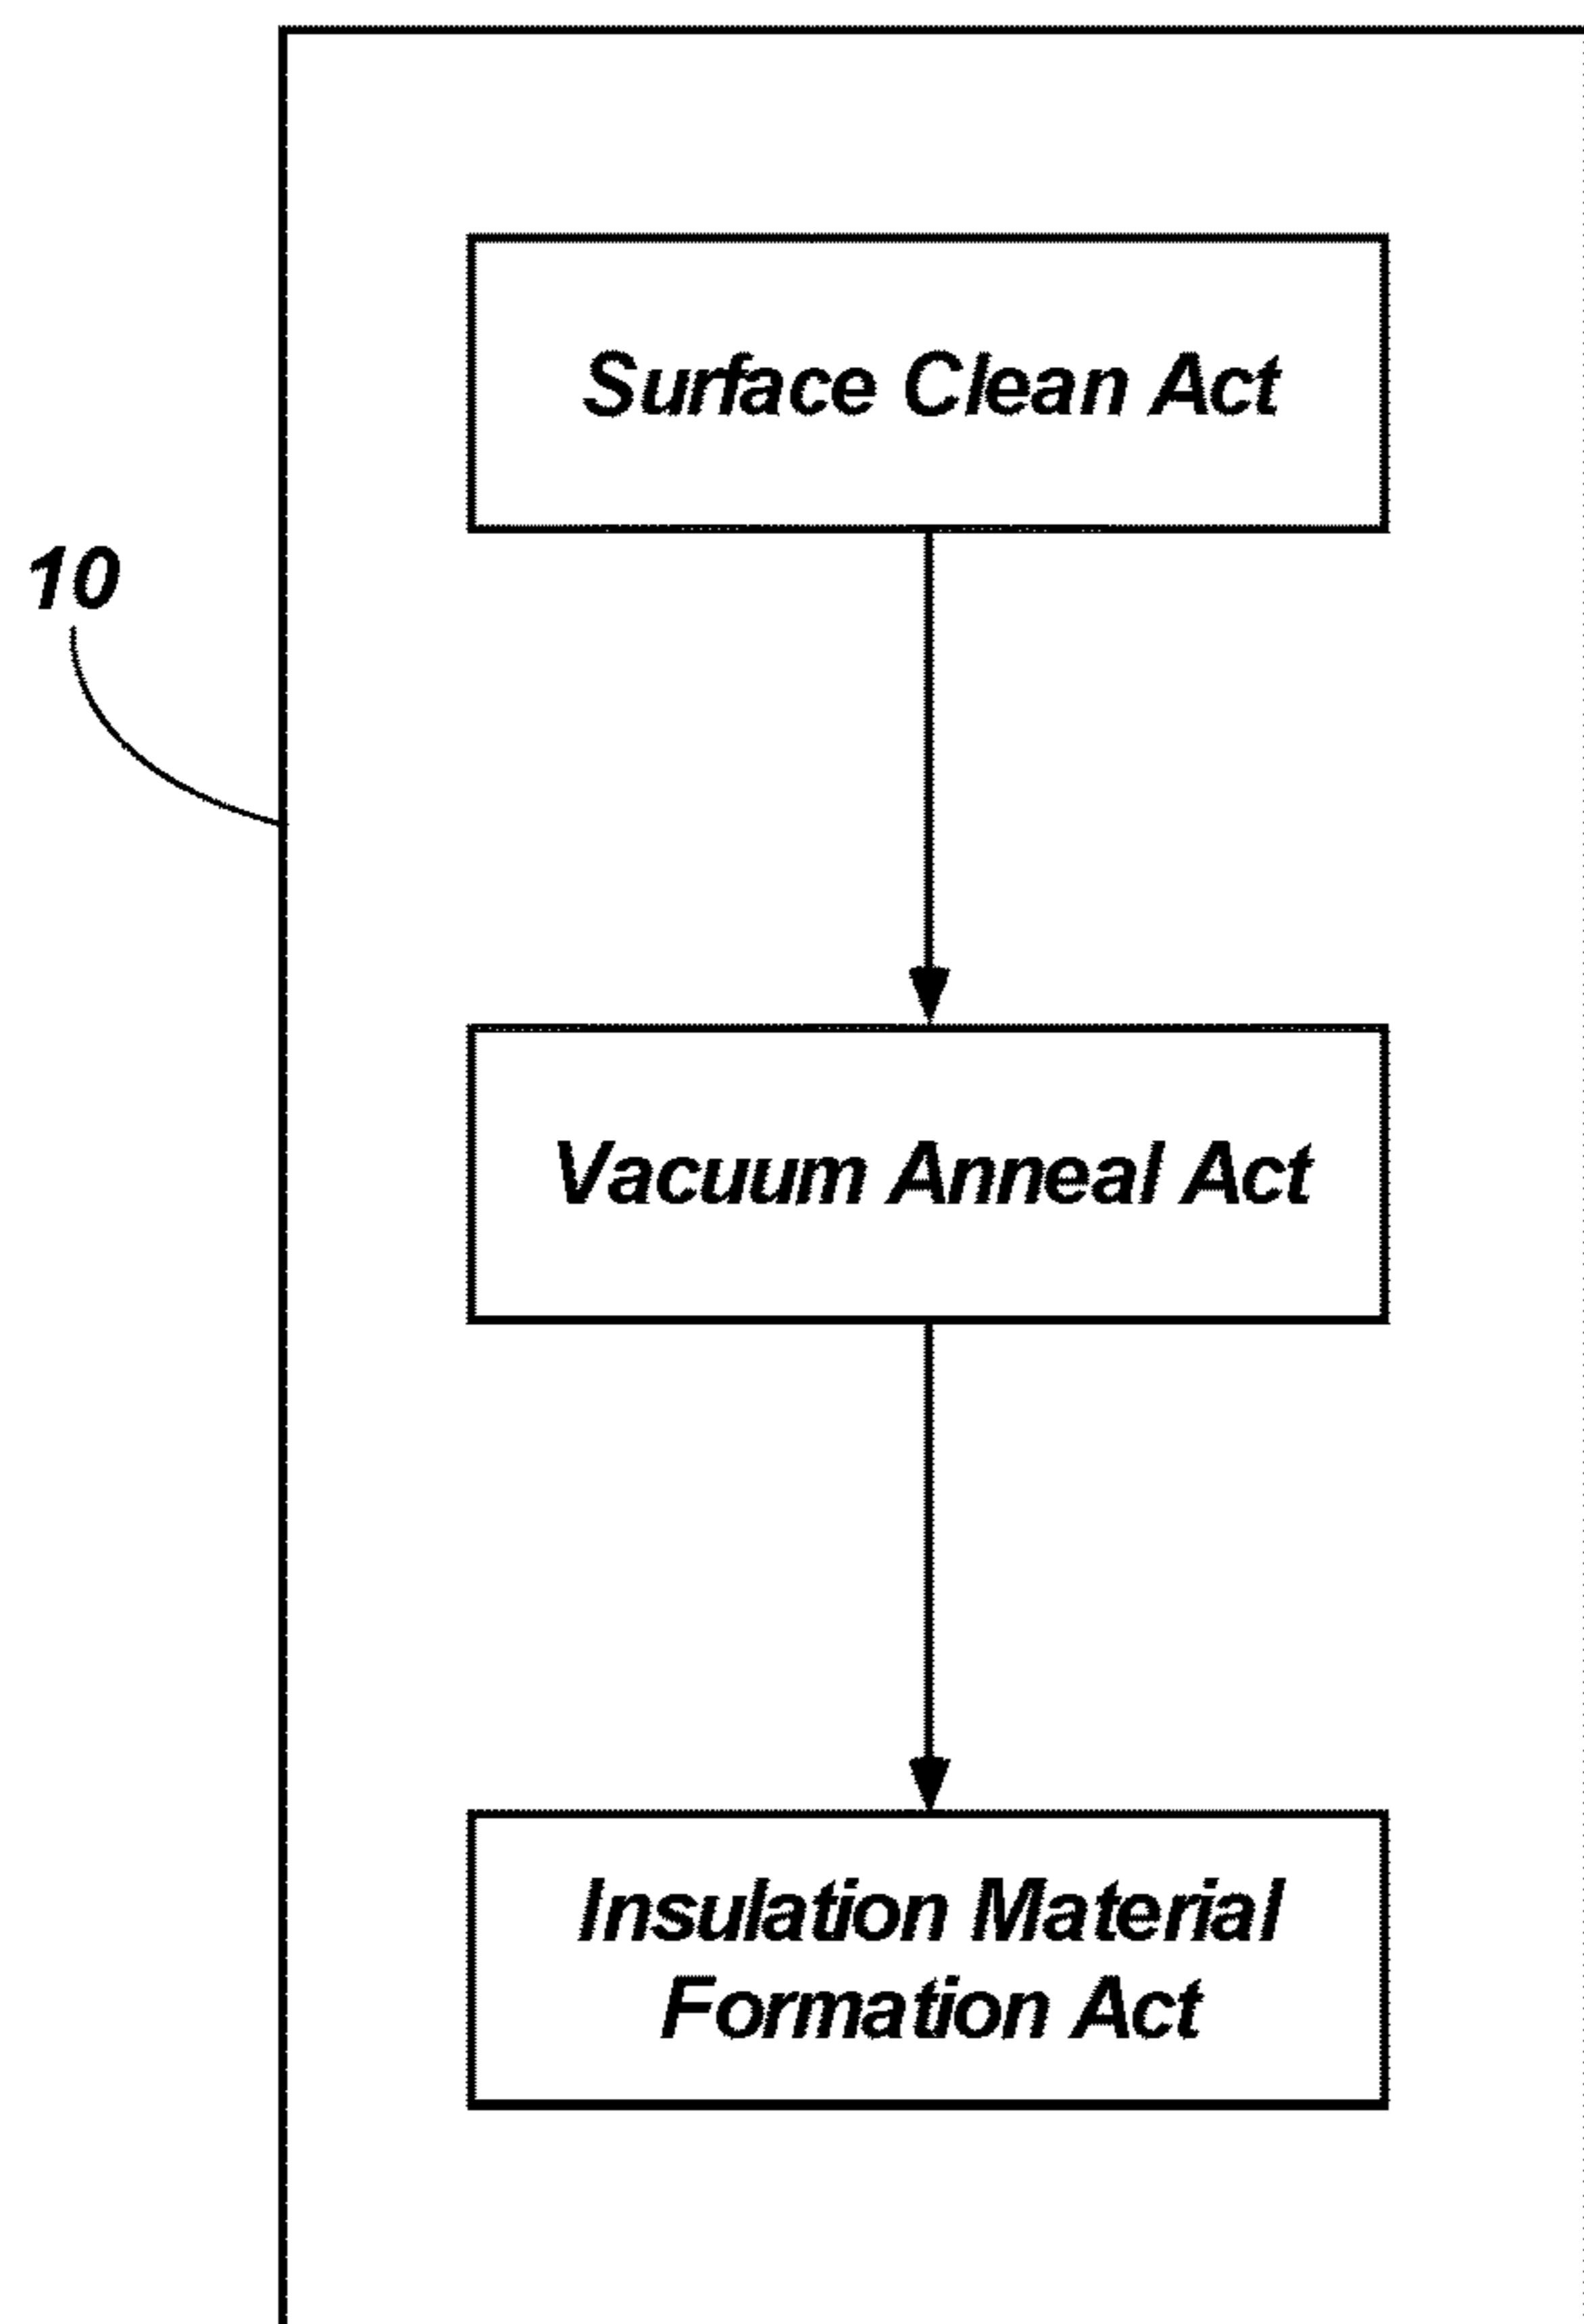 Surface Clean Act
10
Vacuum Anneal Act
Insulation Material
Formation Act